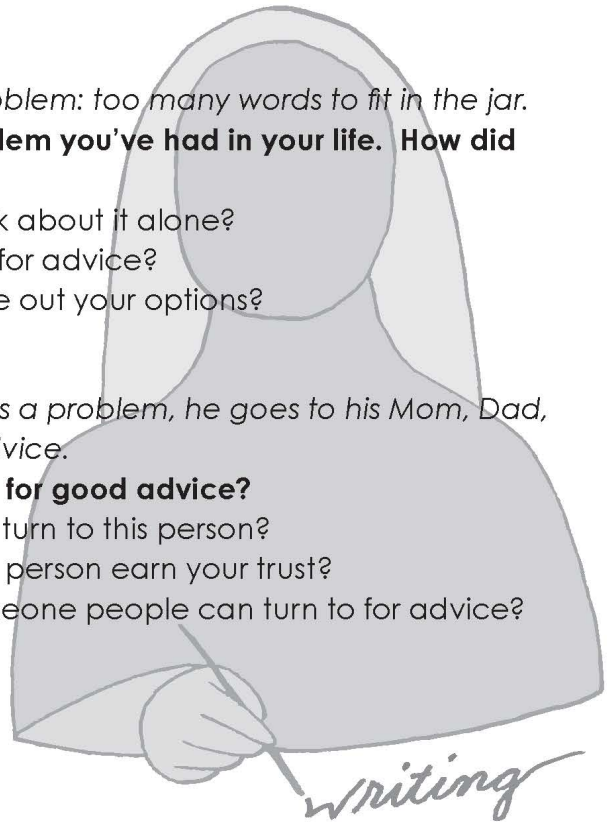 oblem: too many words to fit in the jar.
lem you've had in your life.  How did
k about it alone?
for advice?
e out your options?
s a problem, he goes to his Mom, Dad,
vice.
for good advice?
turn to this person?
person earn your trust?
eone people can turn to for advice?
writing